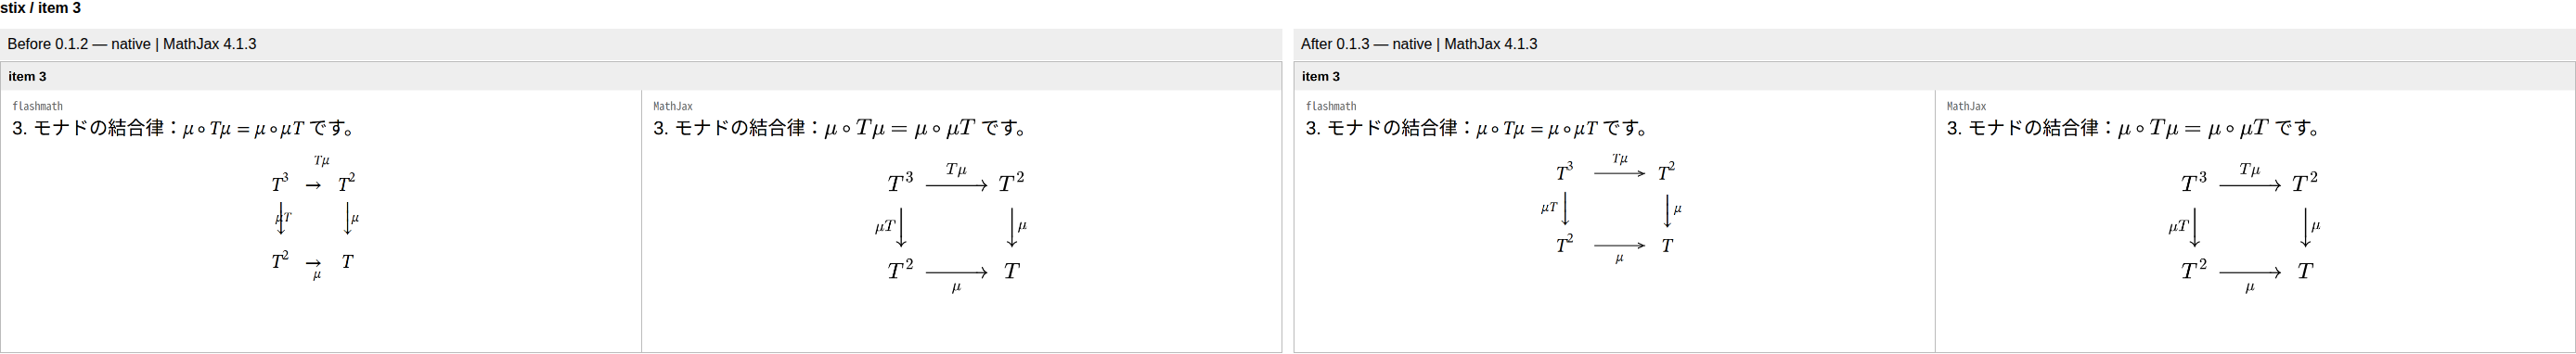 stix / item 3
Before 0.1.2 — native | MathJax 4.1.3
item 3
flashmath
3. モナドの結合律：μ∘Tμ = μ∘μT です。
Tμ
T³ → T²
μT ↓ ↓ μ
T² → T
μ
MathJax
3. モナドの結合律：μ ∘ Tμ = μ ∘ μT です。
Tμ
T³ ⟶ T²
μT ↓ ↓ μ
T² ⟶ T
μ
After 0.1.3 — native | MathJax 4.1.3
item 3
flashmath
3. モナドの結合律：μ∘Tμ = μ∘μT です。
Tμ
T³ ⟶ T²
μT ↓ ↓ μ
T² ⟶ T
μ
MathJax
3. モナドの結合律：μ ∘ Tμ = μ ∘ μT です。
Tμ
T³ ⟶ T²
μT ↓ ↓ μ
T² ⟶ T
μ